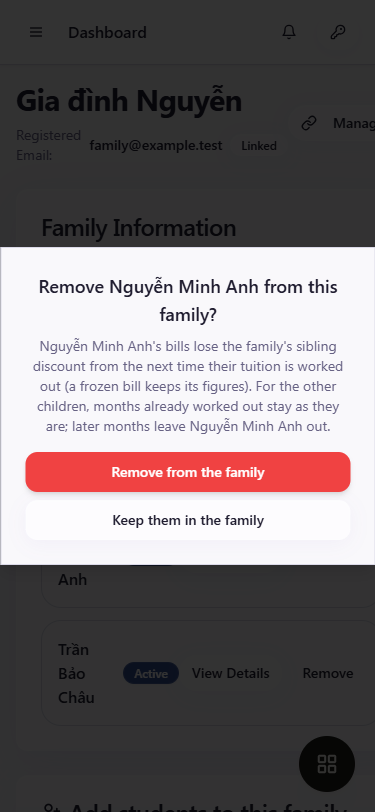 Dashboard
Gia đình Nguyễn
Registered
Email:
family@example.test
Linked
Manag
Family Information
Remove Nguyễn Minh Anh from this
family?
Nguyễn Minh Anh's bills lose the family's sibling
discount from the next time their tuition is worked
out (a frozen bill keeps its figures). For the other
children, months already worked out stay as they
are; later months leave Nguyễn Minh Anh out.
Remove from the family
Keep them in the family
Anh
Trần
Bảo
Châu
Active
View Details
Remove
Add students to this family